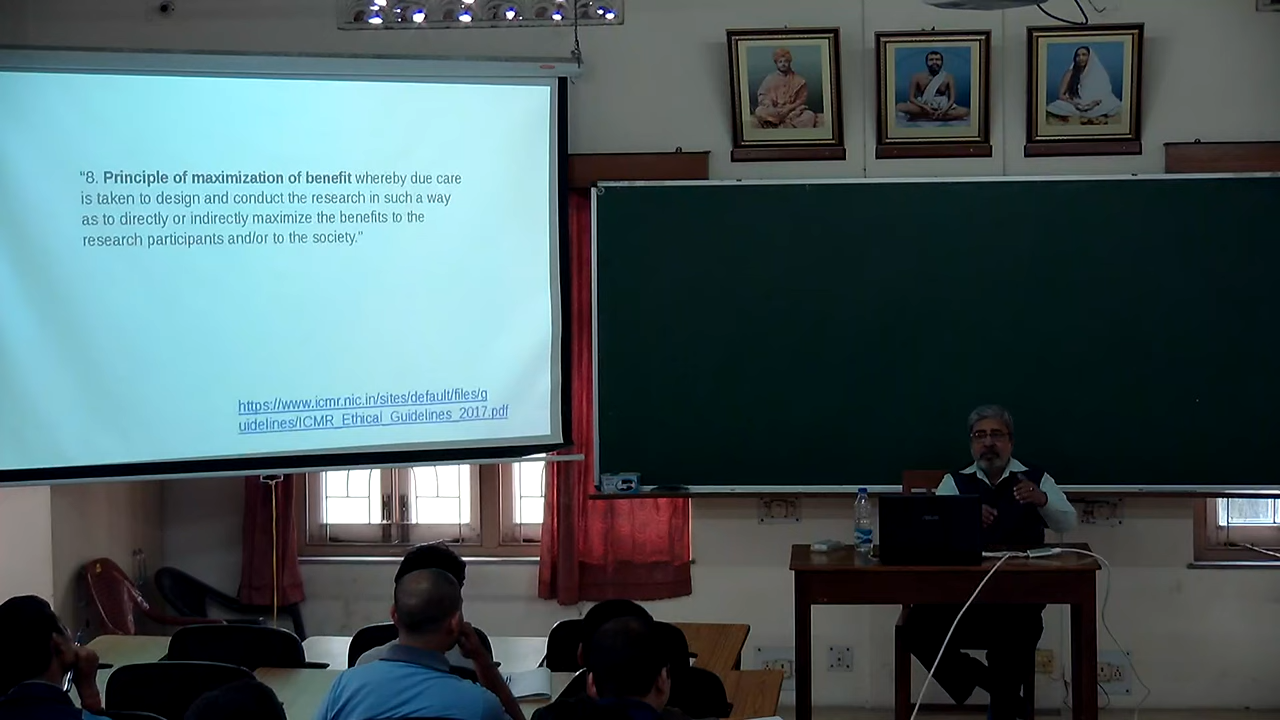 "8. Principle of maximization of benefit whereby due care
is taken to design and conduct the research in such a way
as to directly or indirectly maximize the benefits to the
research participants and/or to the society."
https://www.icmr.nic.in/sites/default/files/g
uidelines/ICMR_Ethical_Guidelines_2017.pdf